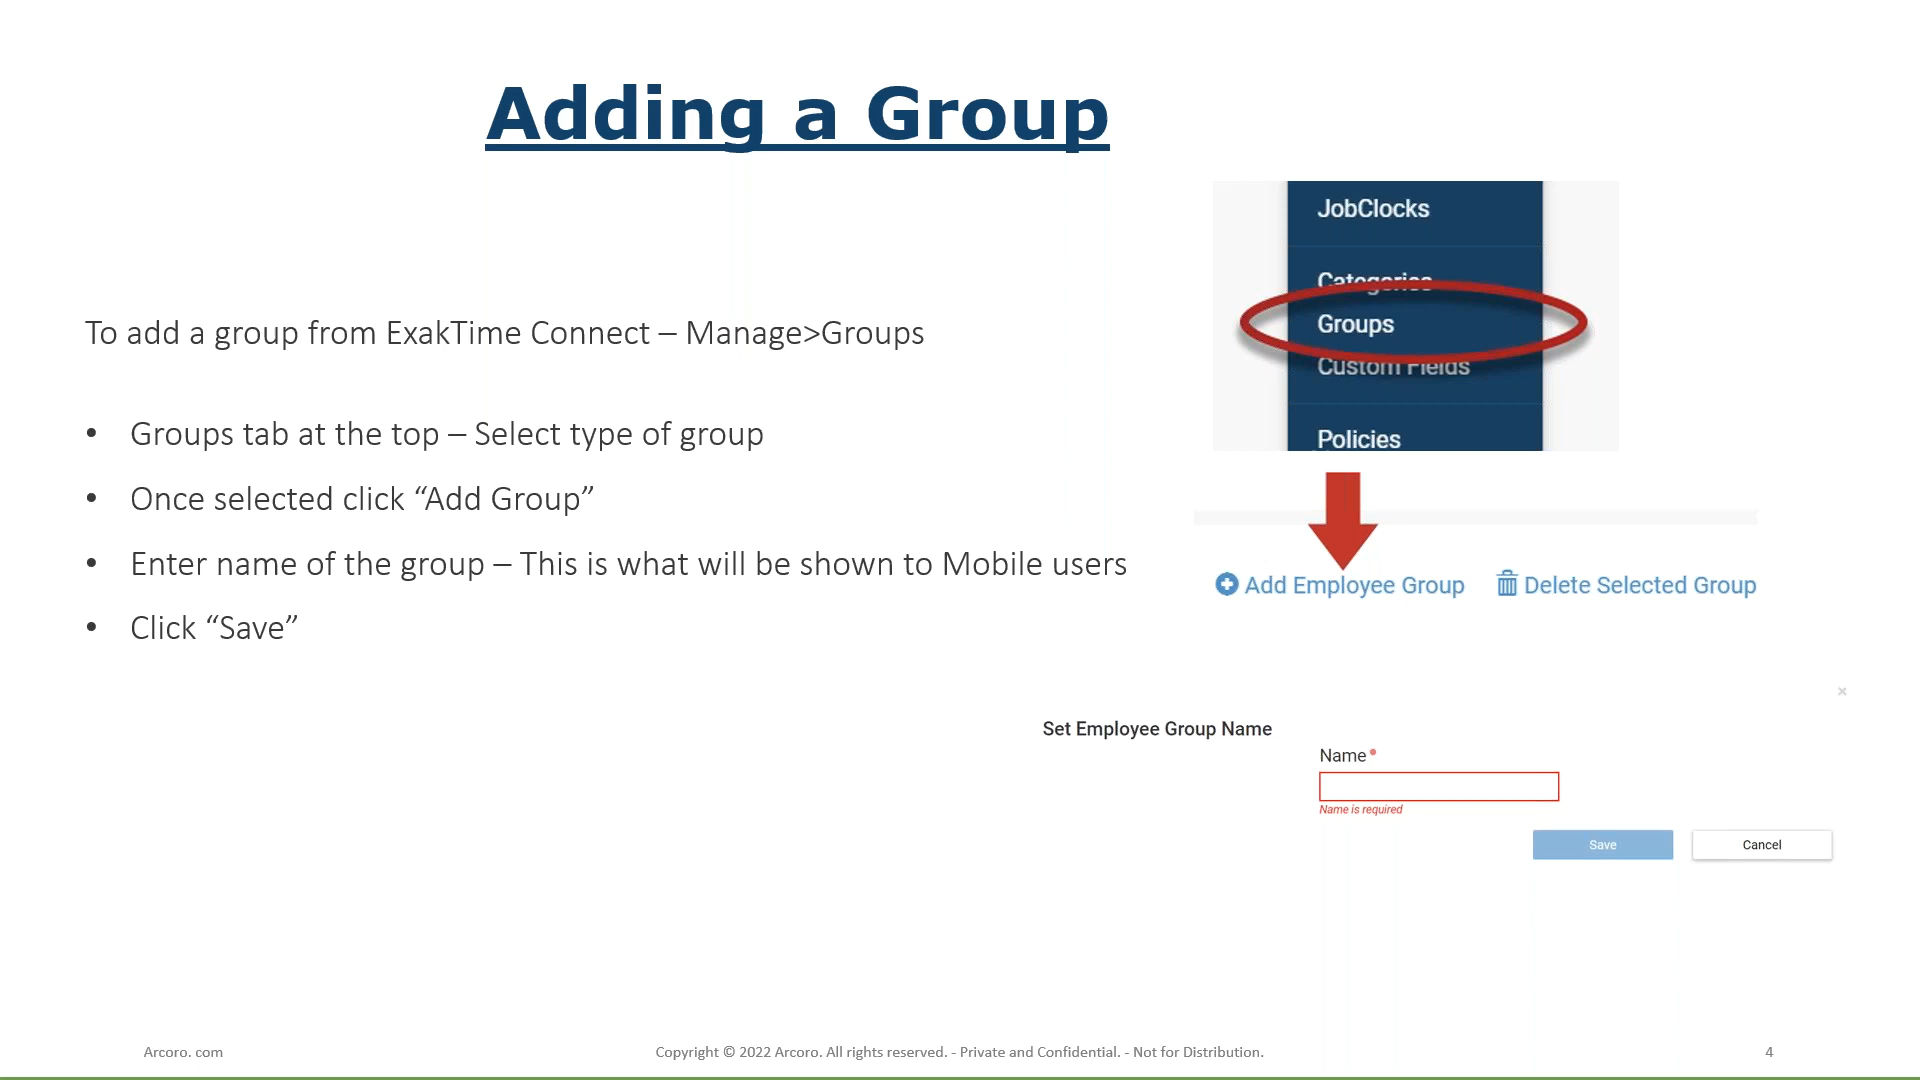 Adding a Group
To add a group from ExakTime Connect – Manage>Groups
• Groups tab at the top – Select type of group
• Once selected click “Add Group”
• Enter name of the group – This is what will be shown to Mobile users
• Click “Save”
JobClocks
Categories
Groups
Custom Fields
Policies
Add Employee Group
Delete Selected Group
×
Set Employee Group Name
Name
Name is required
Save
Cancel
Arcoro. com
Copyright © 2022 Arcoro. All rights reserved. - Private and Confidential. - Not for Distribution.
4